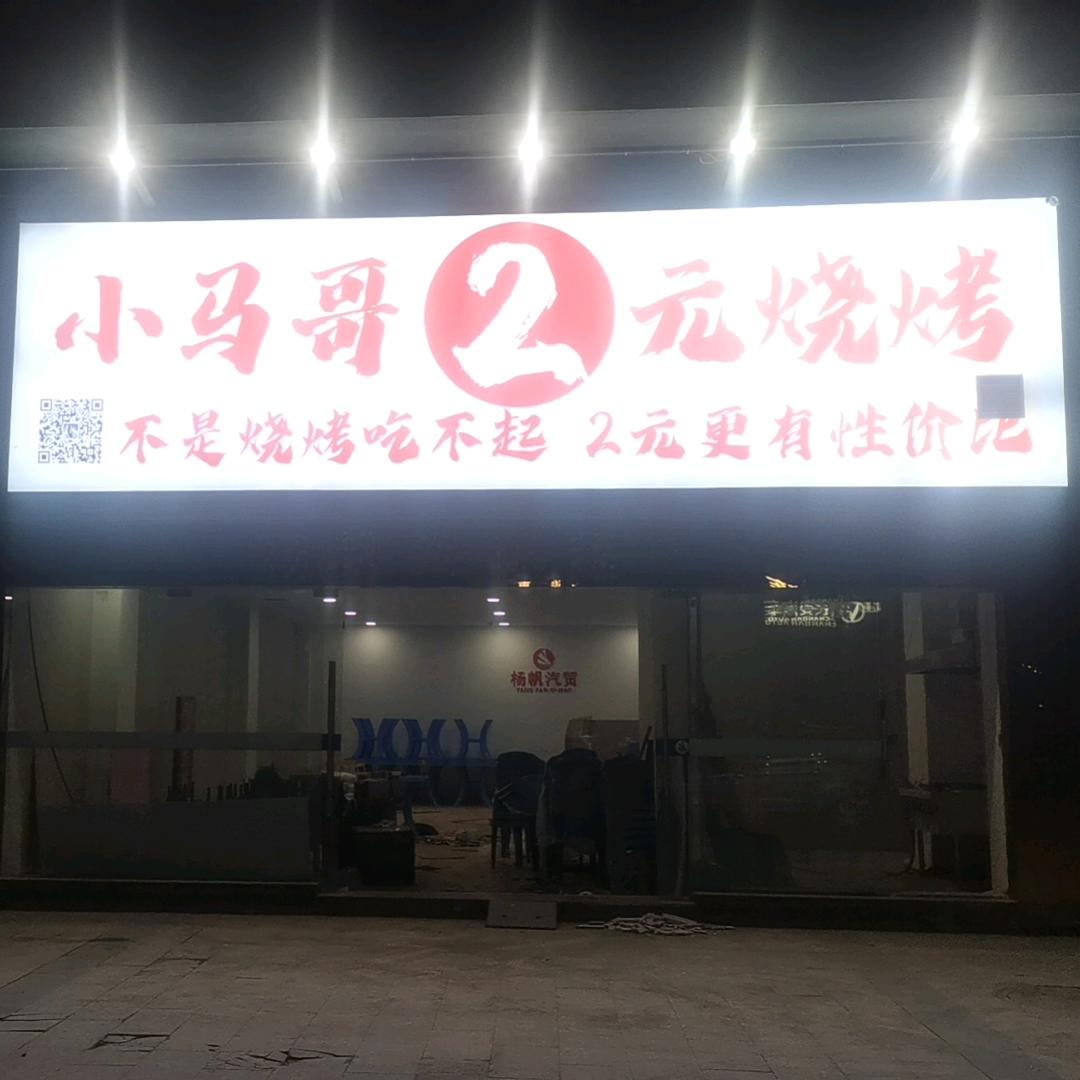 小马哥2元烧烤
不是烧烤吃不起 2元更有性价比
杨帆汽贸